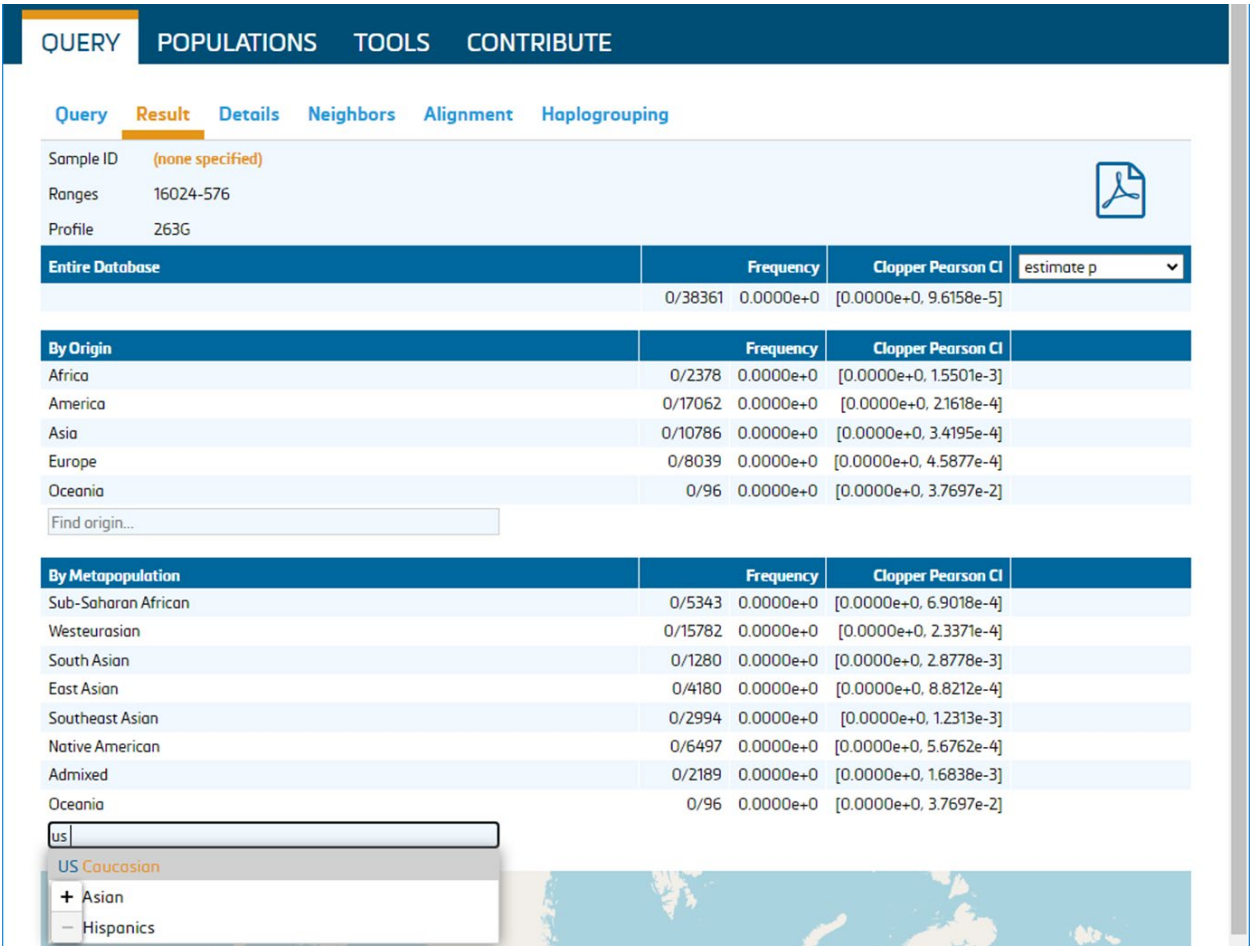 QUERY POPULATIONS TOOLS CONTRIBUTE
Query Result Details Neighbors Alignment Haplogrouping
Sample ID (none specified)
Ranges 16024-576
Profile 263G
Entire Database Frequency Clopper Pearson CI estimate p
0/38361 0.0000e+0 [0.0000e+0, 9.6158e-5]
By Origin Frequency Clopper Pearson CI
Africa 0/2378 0.0000e+0 [0.0000e+0, 1.5501e-3]
America 0/17062 0.0000e+0 [0.0000e+0, 2.1618e-4]
Asia 0/10786 0.0000e+0 [0.0000e+0, 3.4195e-4]
Europe 0/8039 0.0000e+0 [0.0000e+0, 4.5877e-4]
Oceania 0/96 0.0000e+0 [0.0000e+0, 3.7697e-2]
Find origin...
By Metapopulation Frequency Clopper Pearson CI
Sub-Saharan African 0/5343 0.0000e+0 [0.0000e+0, 6.9018e-4]
Westeurasian 0/15782 0.0000e+0 [0.0000e+0, 2.3371e-4]
South Asian 0/1280 0.0000e+0 [0.0000e+0, 2.8778e-3]
East Asian 0/4180 0.0000e+0 [0.0000e+0, 8.8212e-4]
Southeast Asian 0/2994 0.0000e+0 [0.0000e+0, 1.2313e-3]
Native American 0/6497 0.0000e+0 [0.0000e+0, 5.6762e-4]
Admixed 0/2189 0.0000e+0 [0.0000e+0, 1.6838e-3]
Oceania 0/96 0.0000e+0 [0.0000e+0, 3.7697e-2]
us
US Caucasian
+ Asian
− Hispanics